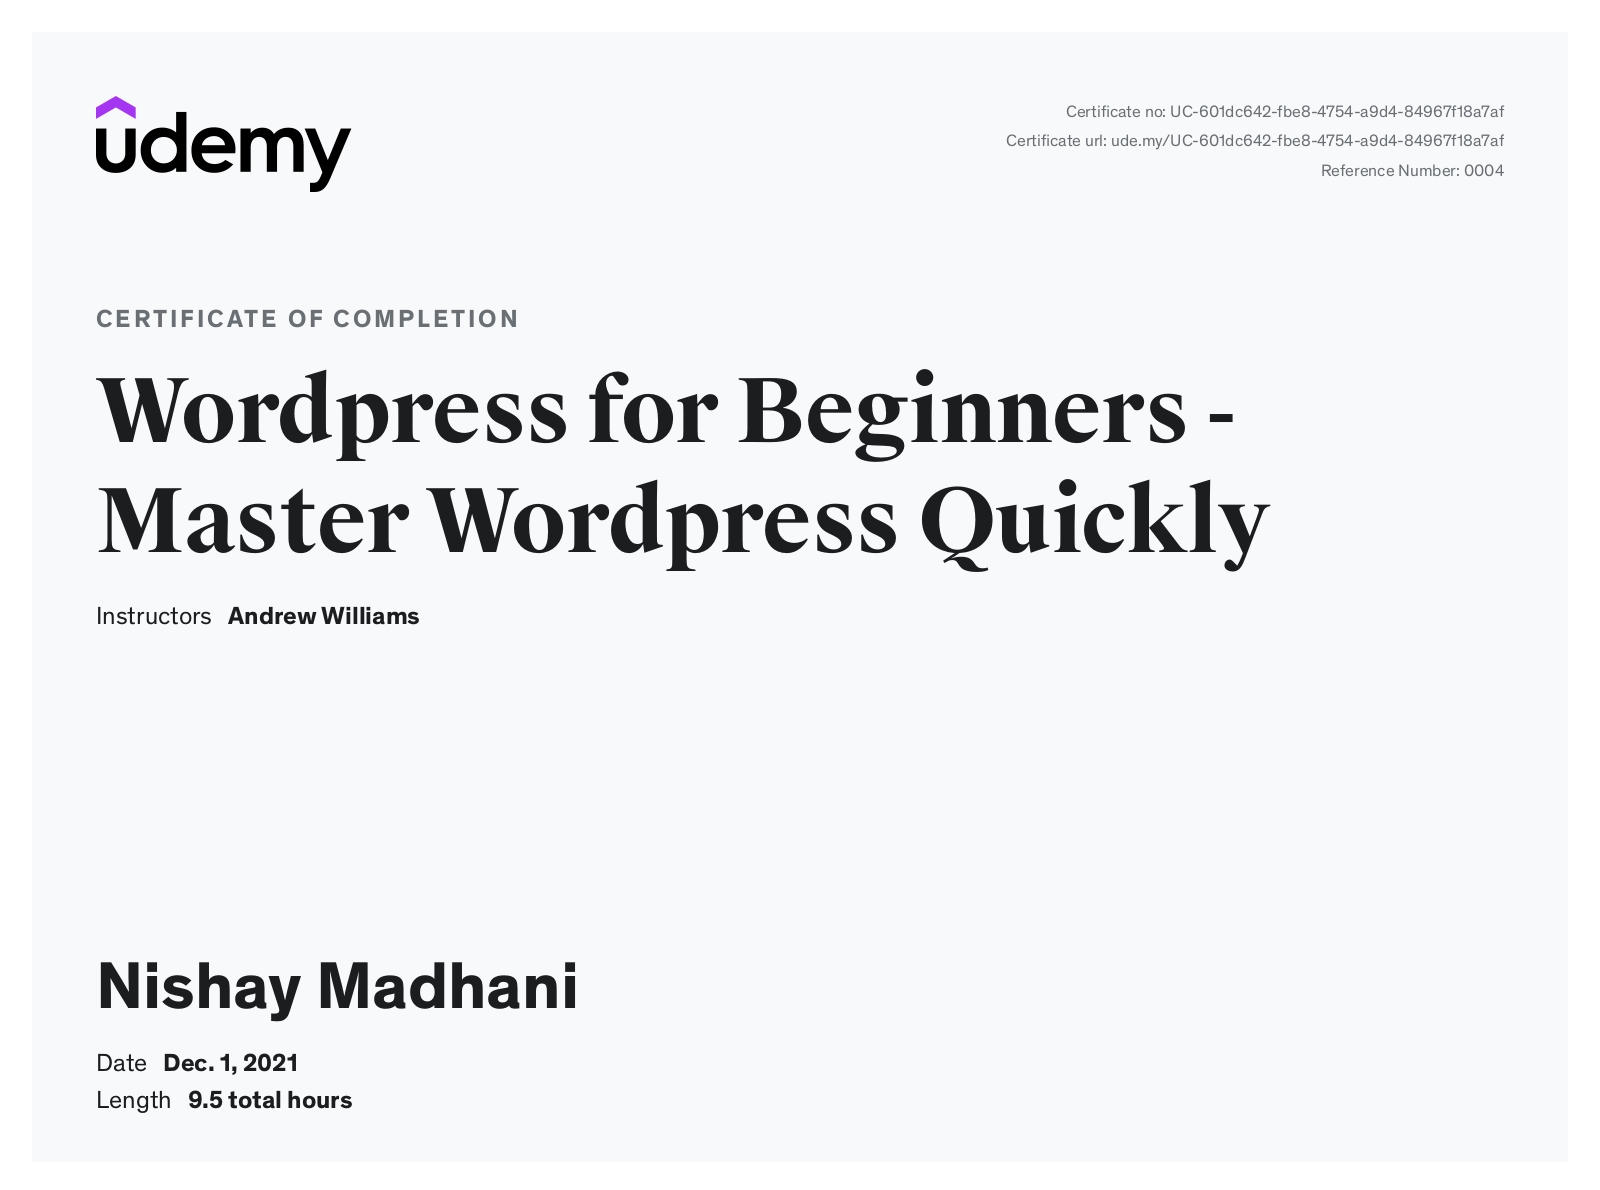 udemy
Certificate no: UC-601dc642-fbe8-4754-a9d4-84967f18a7af
Certificate url: ude.my/UC-601dc642-fbe8-4754-a9d4-84967f18a7af
Reference Number: 0004
CERTIFICATE OF COMPLETION
Wordpress for Beginners -
Master Wordpress Quickly
Instructors Andrew Williams
Nishay Madhani
Date Dec. 1, 2021
Length 9.5 total hours